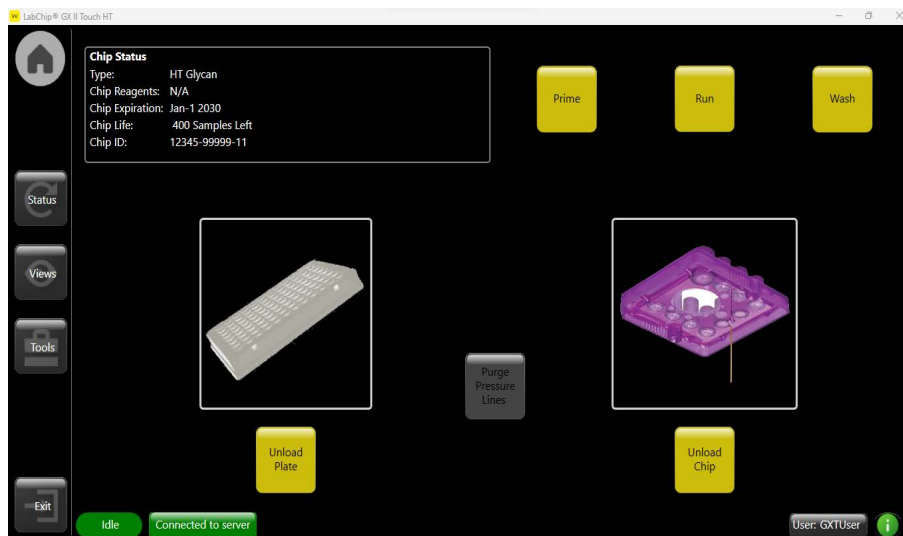 LabChip® GX II Touch HT
Chip Status
Type: HT Glycan
Chip Reagents: N/A
Chip Expiration: Jan-1 2030
Chip Life: 400 Samples Left
Chip ID: 12345-99999-11
Prime
Run
Wash
Status
Views
Tools
Purge
Pressure
Lines
Unload
Plate
Unload
Chip
Exit
Idle
Connected to server
User: GXTUser